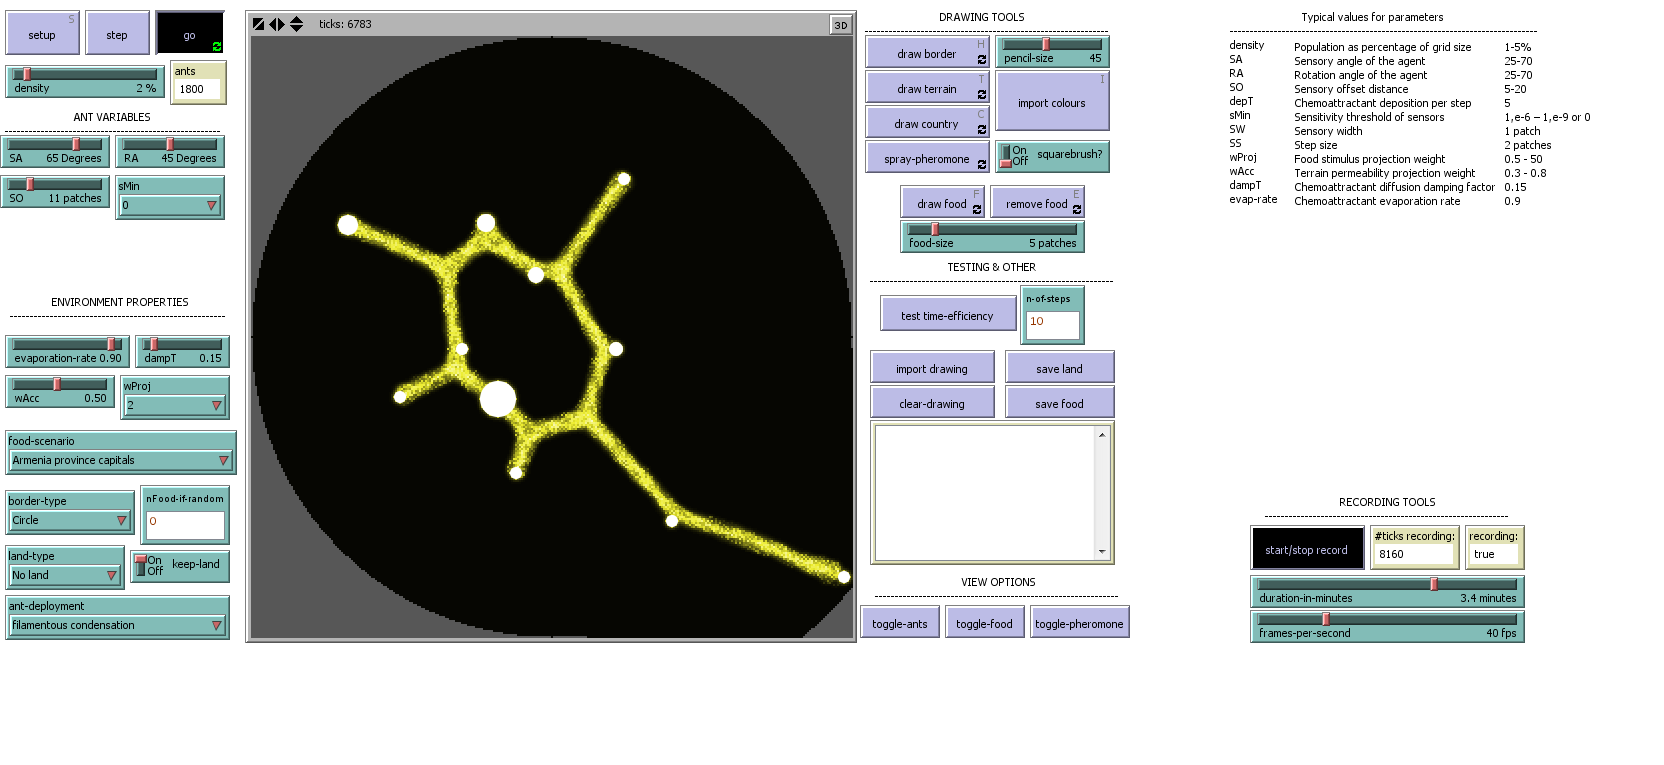 setup
S
step
go
density
2 %
ants
1800
ANT VARIABLES
SA
65 Degrees
RA
45 Degrees
SO
11 patches
sMin
0
ENVIRONMENT PROPERTIES
evaporation-rate 0.90
dampT
0.15
wAcc
0.50
wProj
2
food-scenario
Armenia province capitals
border-type
Circle
nFood-if-random
0
land-type
No land
On
Off
keep-land
ant-deployment
filamentous condensation
ticks: 6783
3D
DRAWING TOOLS
draw border
H
pencil-size
45
draw terrain
T
import colours
I
draw country
C
spray-pheromone
On
Off
squarebrush?
draw food
F
remove food
E
food-size
5 patches
TESTING & OTHER
test time-efficiency
n-of-steps
10
import drawing
save land
clear-drawing
save food
VIEW OPTIONS
toggle-ants
toggle-food
toggle-pheromone
Typical values for parameters
density Population as percentage of grid size 1-5%
SA Sensory angle of the agent 25-70
RA Rotation angle of the agent 25-70
SO Sensory offset distance 5-20
depT Chemoattractant deposition per step 5
sMin Sensitivity threshold of sensors 1,e-6 – 1,e-9 or 0
SW Sensory width 1 patch
SS Step size 2 patches
wProj Food stimulus projection weight 0.5 - 50
wAcc Terrain permeability projection weight 0.3 - 0.8
dampT Chemoattractant diffusion damping factor 0.15
evap-rate Chemoattractant evaporation rate 0.9
RECORDING TOOLS
start/stop record
#ticks recording:
8160
recording:
true
duration-in-minutes
3.4 minutes
frames-per-second
40 fps